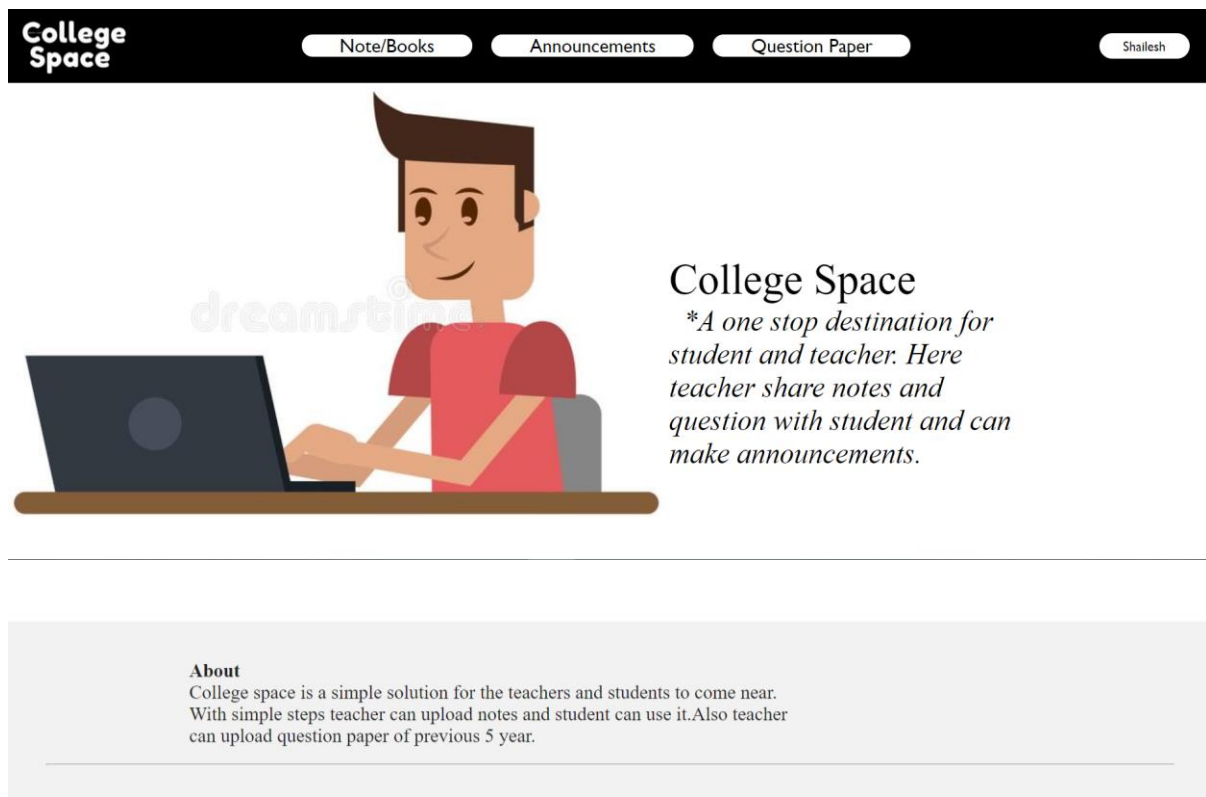 College
Space
Note/Books
Announcements
Question Paper
Shailesh
dreamstime
College Space
*A one stop destination for
student and teacher. Here
teacher share notes and
question with student and can
make announcements.
About
College space is a simple solution for the teachers and students to come near.
With simple steps teacher can upload notes and student can use it.Also teacher
can upload question paper of previous 5 year.